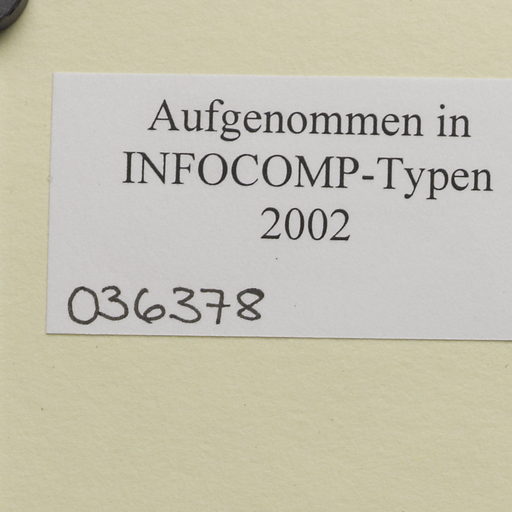 Aufgenommen in
INFOCOMP-Typen
2002
036378